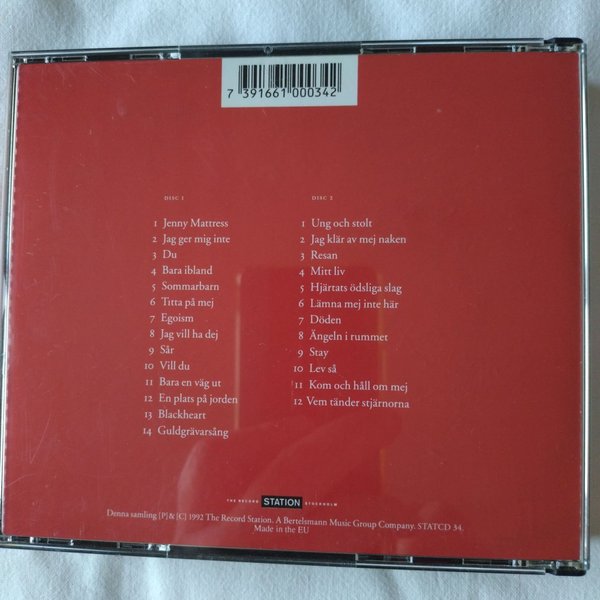 7 391661 000342
DISC 1
1 Jenny Mattress
2 Jag ger mig inte
3 Du
4 Bara ibland
5 Sommarbarn
6 Titta på mej
7 Egoism
8 Jag vill ha dej
9 Sår
10 Vill du
11 Bara en väg ut
12 En plats på jorden
13 Blackheart
14 Guldgrävarsång
DISC 2
1 Ung och stolt
2 Jag klär av mej naken
3 Resan
4 Mitt liv
5 Hjärtats ödsliga slag
6 Lämna mej inte här
7 Döden
8 Ängeln i rummet
9 Stay
10 Lev så
11 Kom och håll om mej
12 Vem tänder stjärnorna
THE RECORD STATION STOCKHOLM
Denna samling [P]&[C] 1992 The Record Station. A Bertelsmann Music Group Company. STATCD 34.
Made in the EU